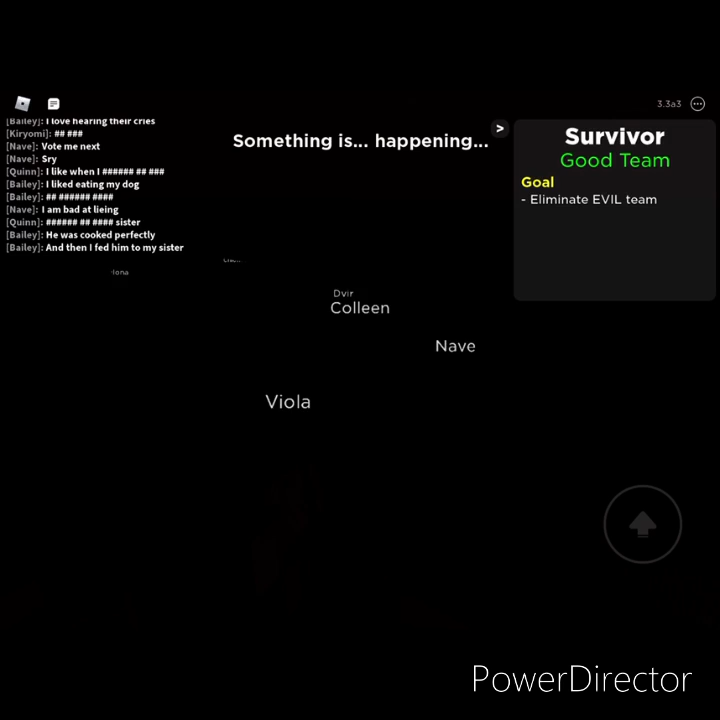 3.3a3
[Bailey]: I love hearing their cries
[Kiryomi]: ## ###
[Nave]: Vote me next
[Nave]: Sry
[Quinn]: I like when I ###### ## ###
[Bailey]: I liked eating my dog
[Bailey]: ## ###### ####
[Nave]: I am bad at lieing
[Quinn]: ###### ## #### sister
[Bailey]: He was cooked perfectly
[Bailey]: And then I fed him to my sister
Something is... happening...
>
Survivor
Good Team
Goal
- Eliminate EVIL team
Dvir
Colleen
Nave
Viola
PowerDirector